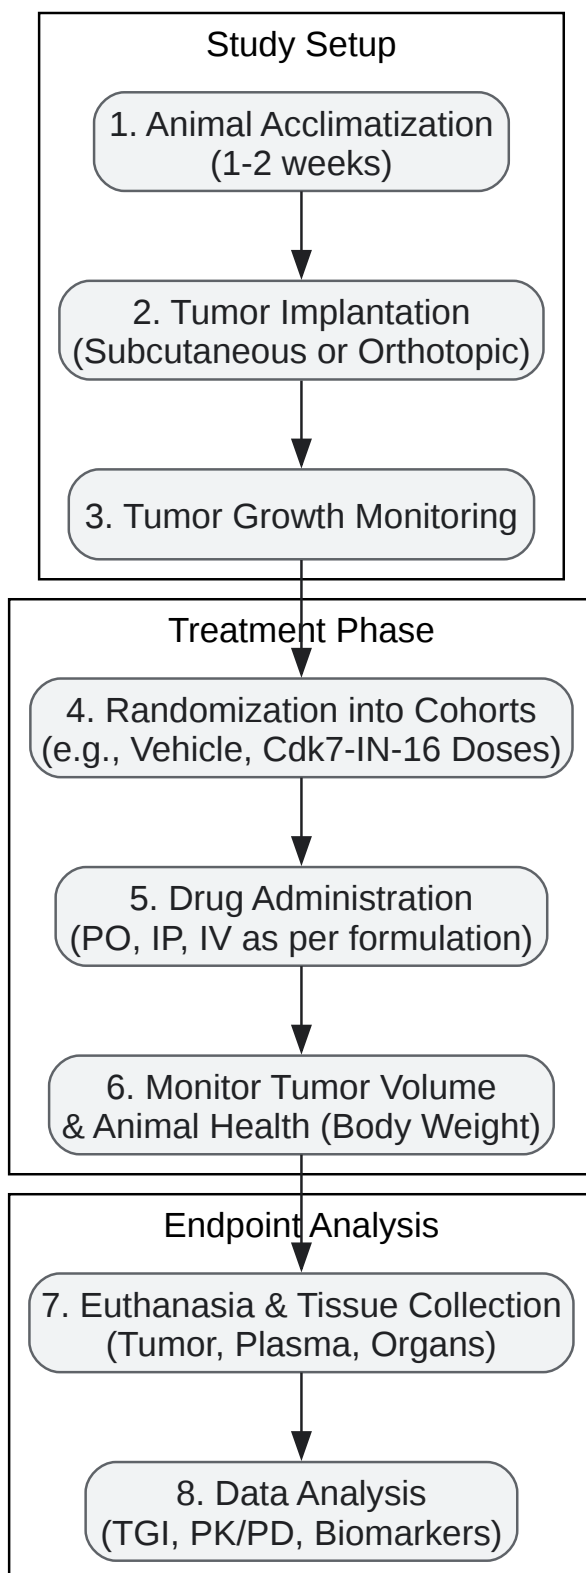 Study Setup
1. Animal Acclimatization
(1-2 weeks)
2. Tumor Implantation
(Subcutaneous or Orthotopic)
3. Tumor Growth Monitoring
Treatment Phase
4. Randomization into Cohorts
(e.g., Vehicle, Cdk7-IN-16 Doses)
5. Drug Administration
(PO, IP, IV as per formulation)
6. Monitor Tumor Volume
& Animal Health (Body Weight)
Endpoint Analysis
7. Euthanasia & Tissue Collection
(Tumor, Plasma, Organs)
8. Data Analysis
(TGI, PK/PD, Biomarkers)